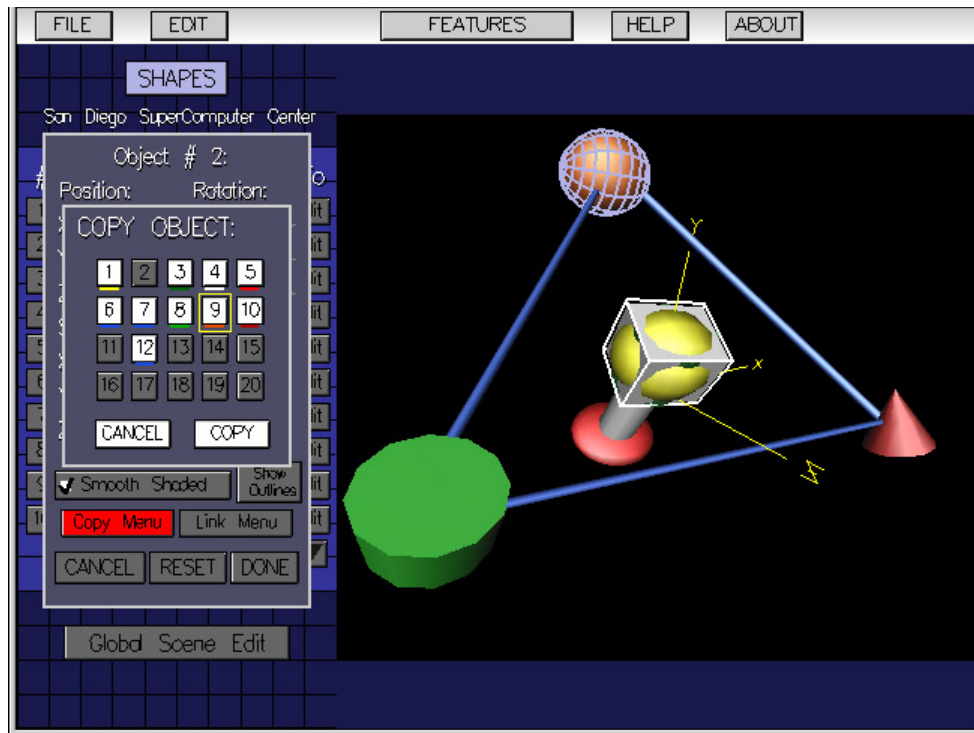 FILE EDIT FEATURES HELP ABOUT
SHAPES
San Diego SuperComputer Center
Object # 2:
Position: Rotation:
COPY OBJECT:
1 2 3 4 5
6 7 8 9 10
11 12 13 14 15
16 17 18 19 20
CANCEL COPY
Smooth Shaded
Show
Outlines
Copy Menu Link Menu
CANCEL RESET DONE
Global Scene Edit
Y
x